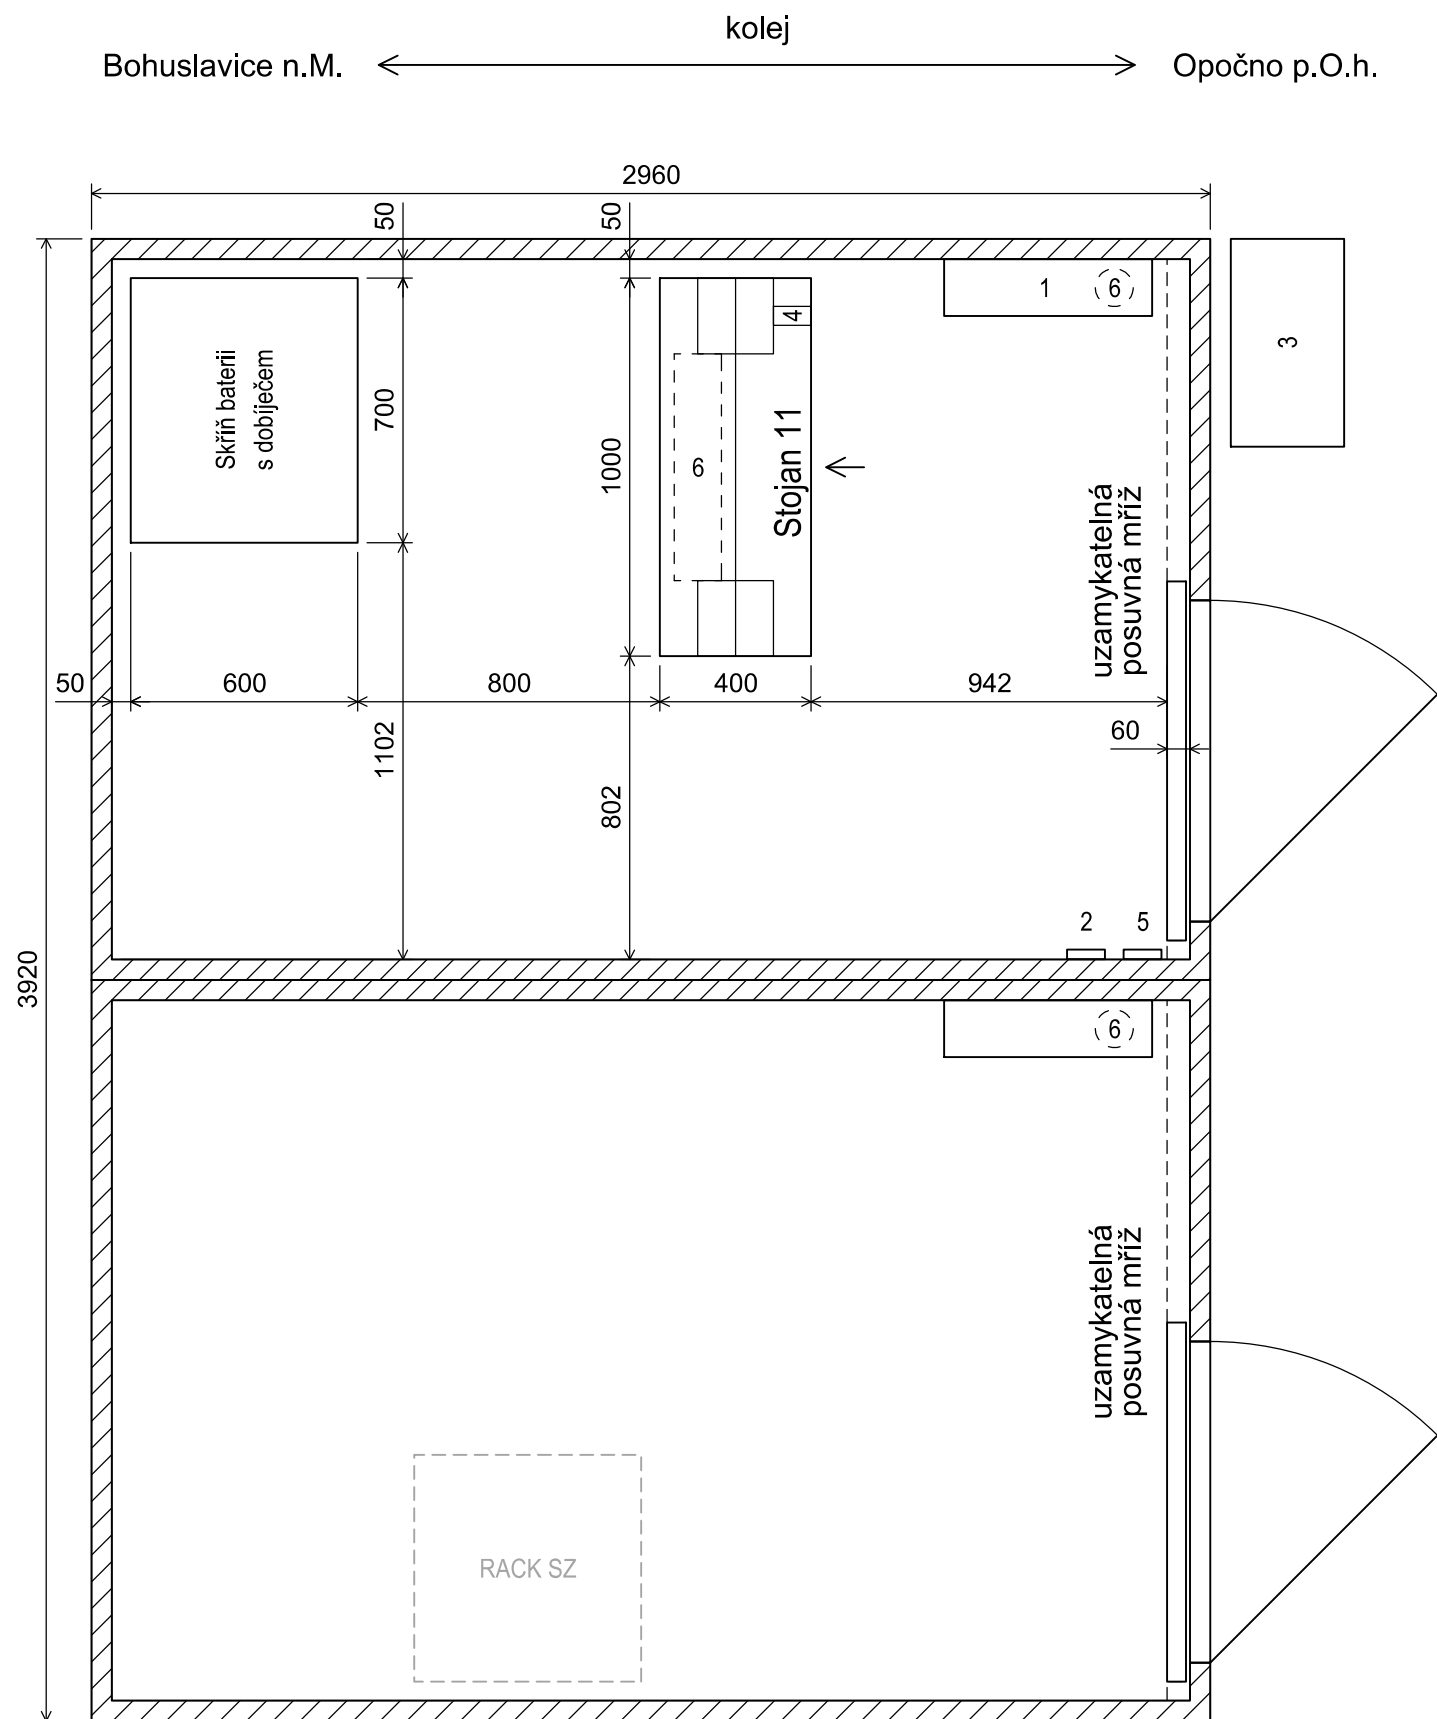 kolej
Bohuslavice n.M.
Opočno p.O.h.
2960
50
50
1
6
4
3
Skříň baterii
s dobíječem
700
1000
6
Stojan 11
uzamykatelná
posuvná mříž
50
600
800
400
942
60
1102
802
2
5
3920
6
uzamykatelná
posuvná mříž
RACK SZ